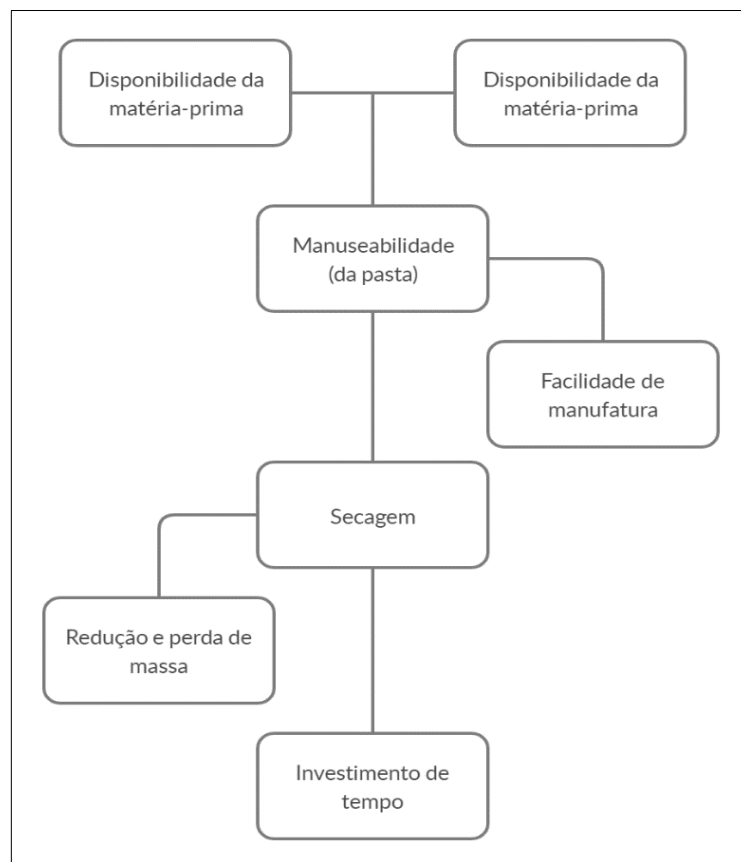 Disponibilidade da
matéria-prima
Disponibilidade da
matéria-prima
Manuseabilidade
(da pasta)
Facilidade de
manufatura
Secagem
Redução e perda de
massa
Investimento de
tempo